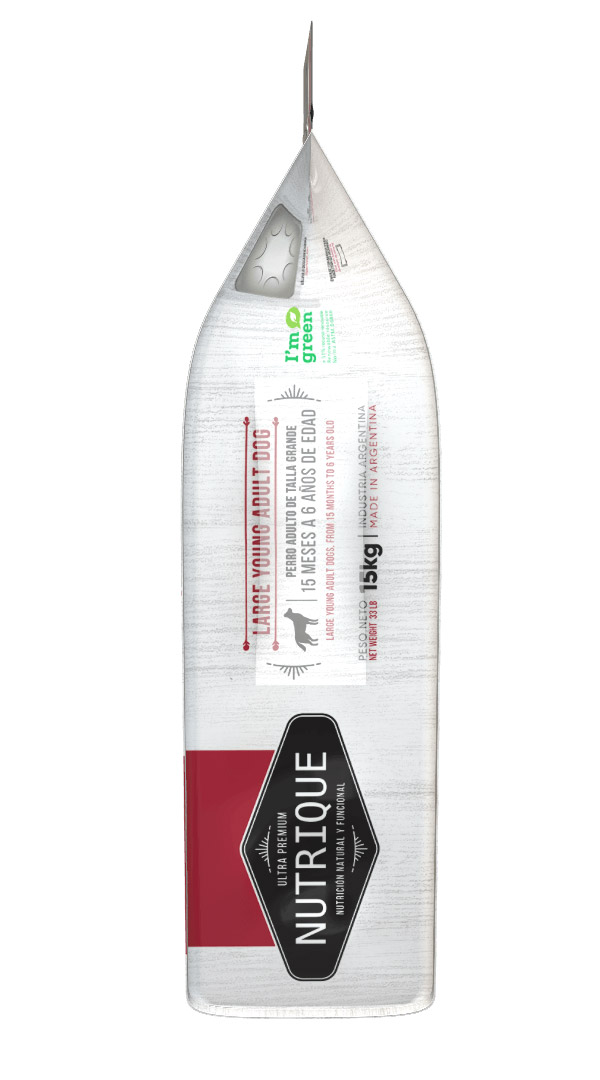 ULTRA PREMIUM
NUTRIQUE
NUTRICIÓN NATURAL Y FUNCIONAL
LARGE YOUNG ADULT DOG
PERRO ADULTO DE TALLA GRANDE
15 MESES A 6 AÑOS DE EDAD
LARGE YOUNG ADULT DOGS, FROM 15 MONTHS TO 6 YEARS OLD
PESO NETO
NET WEIGHT 33 LB
15kg
INDUSTRIA ARGENTINA
MADE IN ARGENTINA
I'm
green